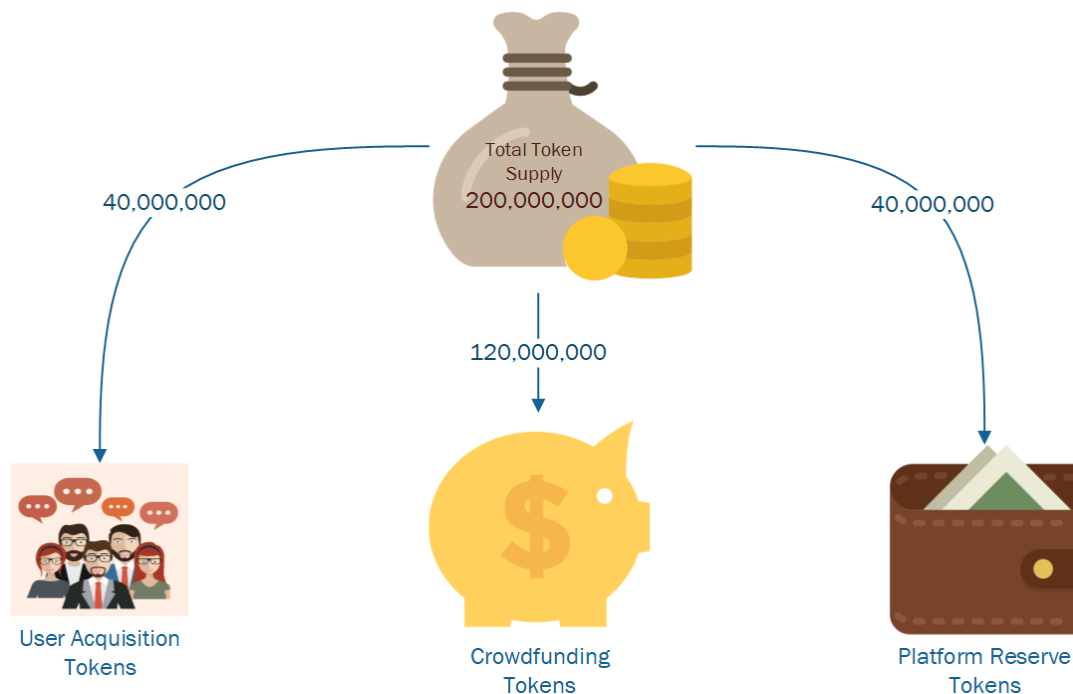 Total Token
Supply
200,000,000
40,000,000
40,000,000
120,000,000
$
User Acquisition
Tokens
Crowdfunding
Tokens
Platform Reserve
Tokens